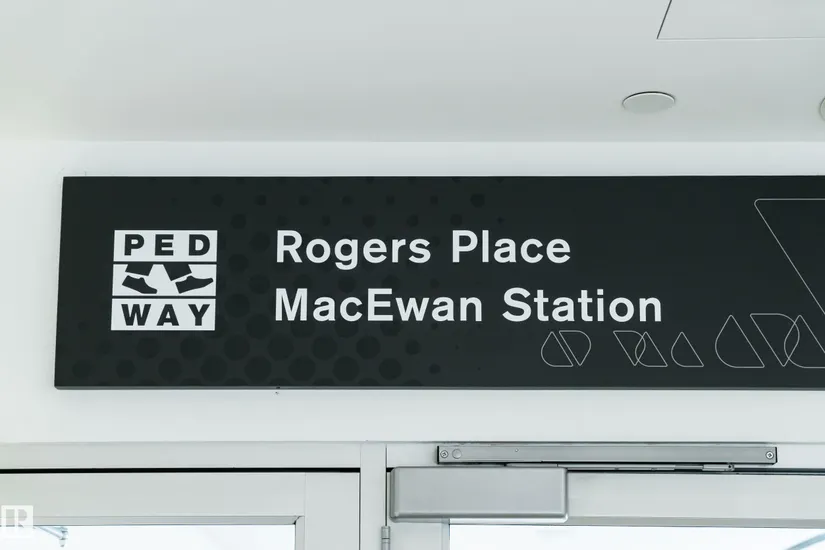 PED
WAY
Rogers Place
MacEwan Station
R